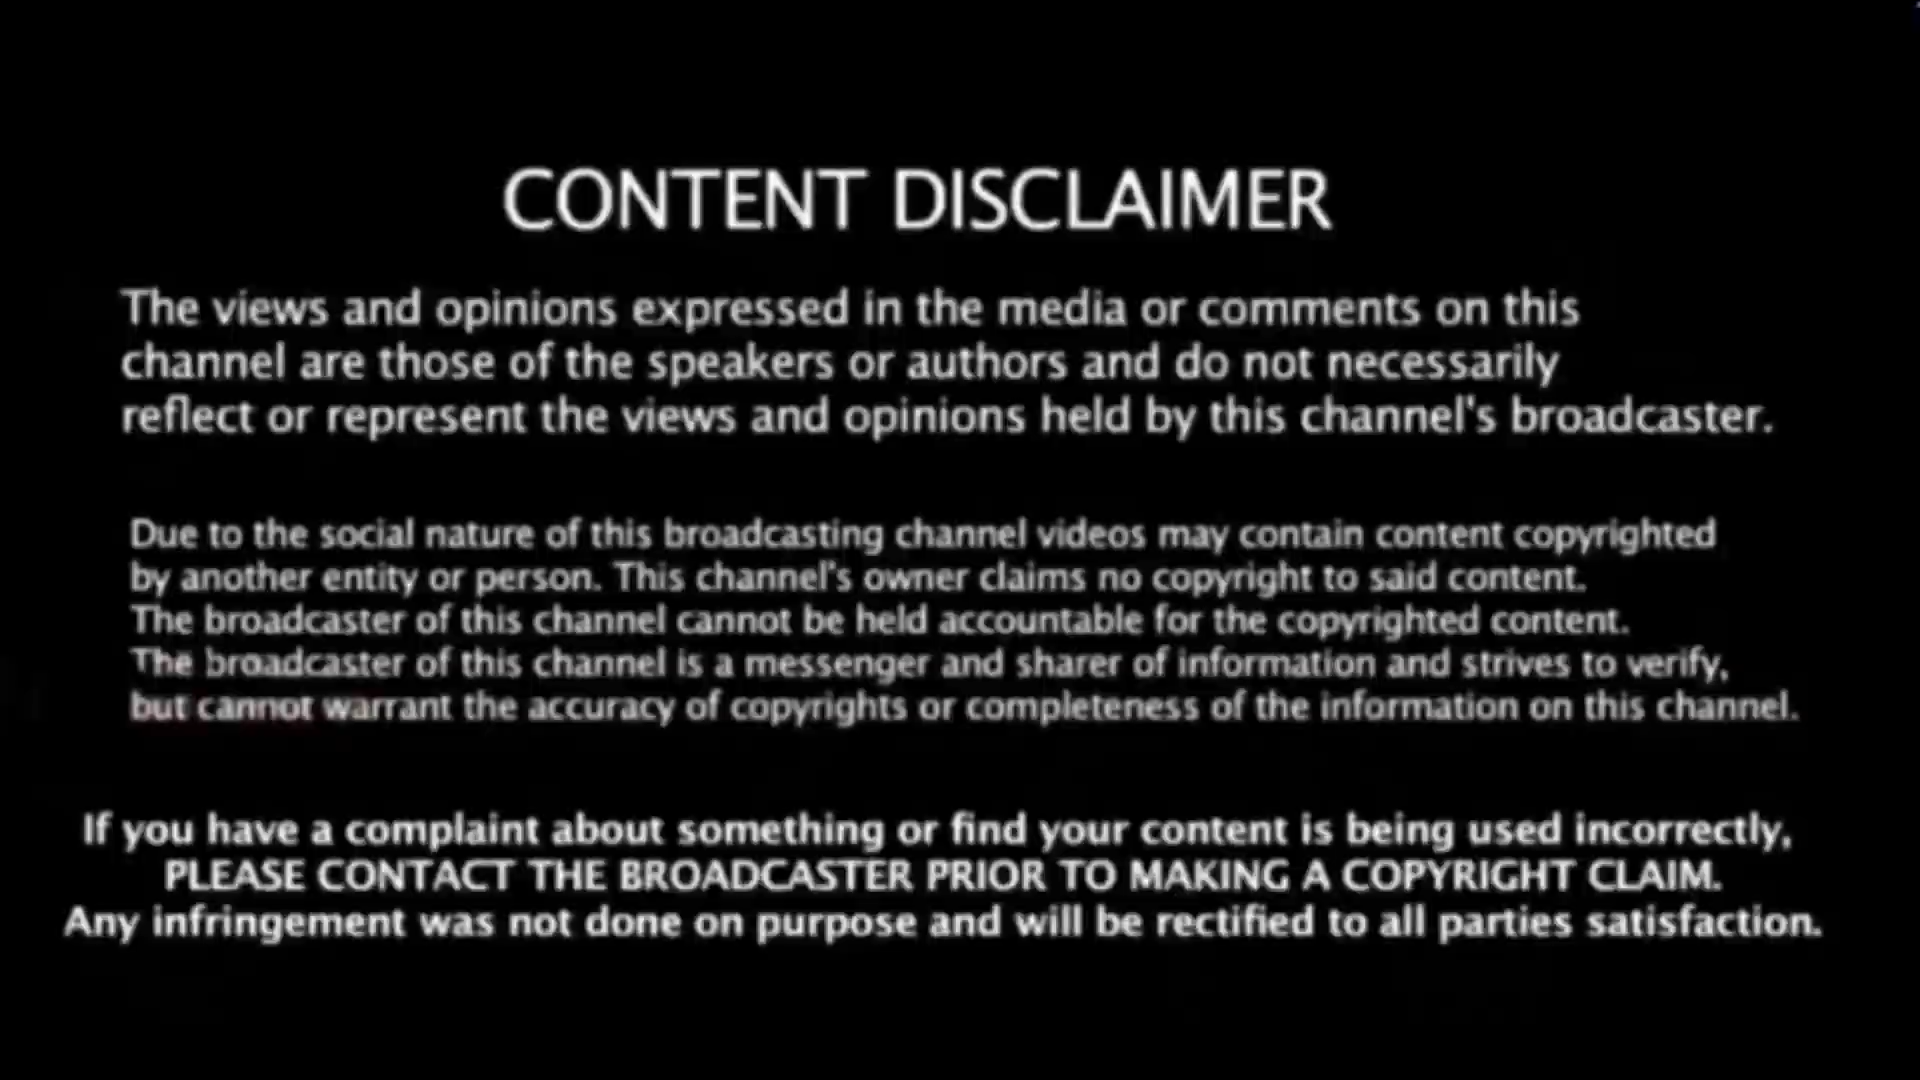 CONTENT DISCLAIMER
The views and opinions expressed in the media or comments on this
channel are those of the speakers or authors and do not necessarily
reflect or represent the views and opinions held by this channel's broadcaster.
Due to the social nature of this broadcasting channel videos may contain content copyrighted
by another entity or person. This channel's owner claims no copyright to said content.
The broadcaster of this channel cannot be held accountable for the copyrighted content.
The broadcaster of this channel is a messenger and sharer of information and strives to verify,
but cannot warrant the accuracy of copyrights or completeness of the information on this channel.
If you have a complaint about something or find your content is being used incorrectly,
PLEASE CONTACT THE BROADCASTER PRIOR TO MAKING A COPYRIGHT CLAIM.
Any infringement was not done on purpose and will be rectified to all parties satisfaction.